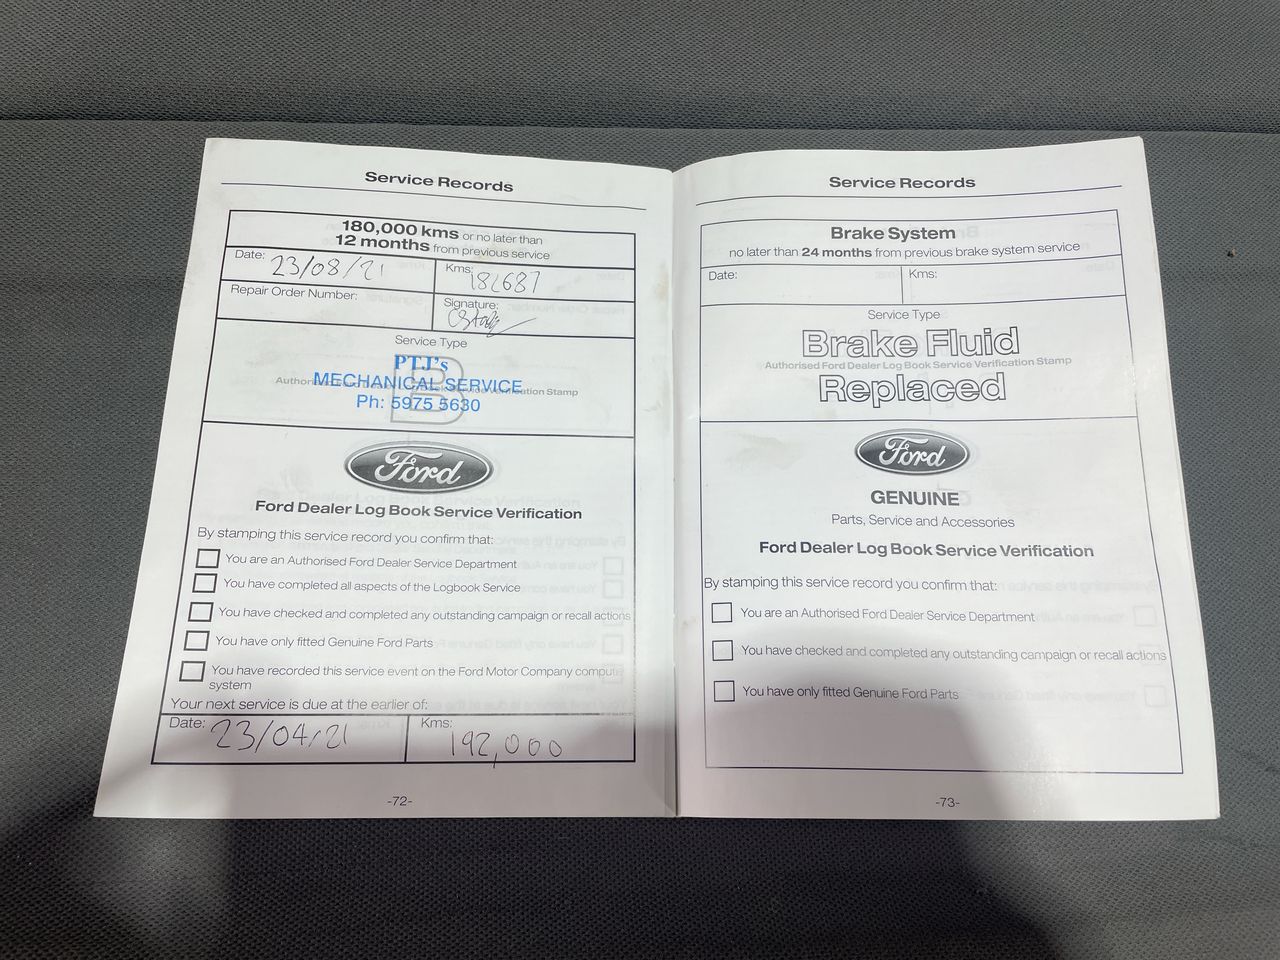 Service Records
180,000 kms or no later than
12 months from previous service
Date: 23/08/21 Kms: 182687
Repair Order Number: Signature:
Service Type
B
PTJ's
MECHANICAL SERVICE
Authorised Ford Dealer Log Book Service Verification Stamp
Ph: 5975 5630
Ford
Ford Dealer Log Book Service Verification
By stamping this service record you confirm that:
You are an Authorised Ford Dealer Service Department
You have completed all aspects of the Logbook Service
You have checked and completed any outstanding campaign or recall actions
You have only fitted Genuine Ford Parts
You have recorded this service event on the Ford Motor Company computer
system
Your next service is due at the earlier of:
Date: 23/04/21 Kms: 192,000
-72-
Service Records
Brake System
no later than 24 months from previous brake system service
Date: Kms:
Service Type
Brake Fluid
Authorised Ford Dealer Log Book Service Verification Stamp
Replaced
Ford
GENUINE
Parts, Service and Accessories
Ford Dealer Log Book Service Verification
By stamping this service record you confirm that:
You are an Authorised Ford Dealer Service Department
You have checked and completed any outstanding campaign or recall actions
You have only fitted Genuine Ford Parts
-73-